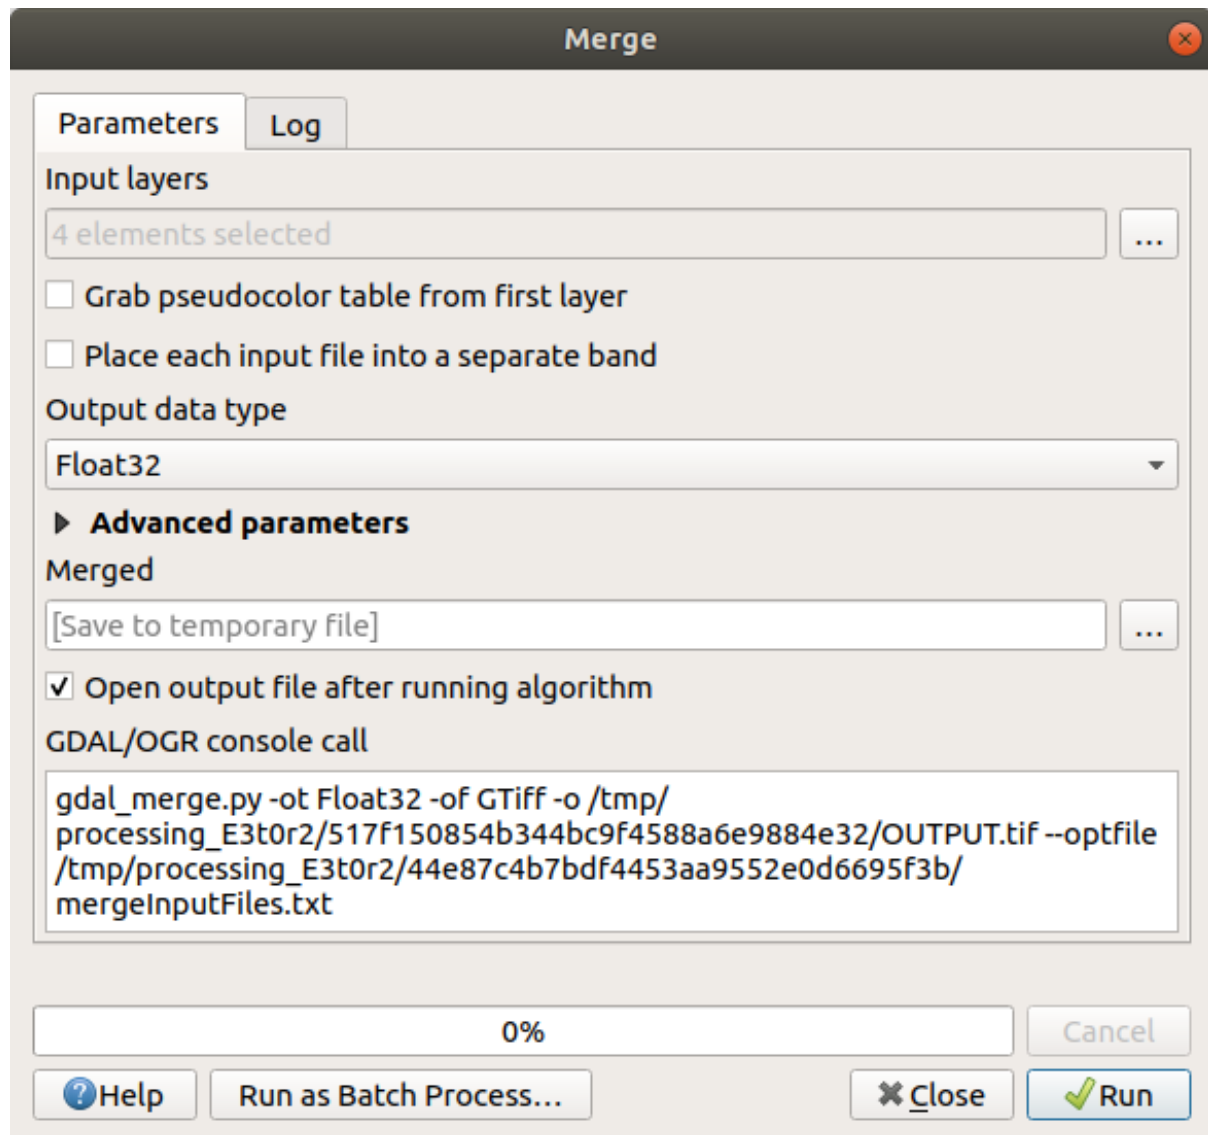 Merge
Parameters
Log
Input layers
4 elements selected
...
Grab pseudocolor table from first layer
Place each input file into a separate band
Output data type
Float32
Advanced parameters
Merged
[Save to temporary file]
...
Open output file after running algorithm
GDAL/OGR console call
gdal_merge.py -ot Float32 -of GTiff -o /tmp/
processing_E3t0r2/517f150854b344bc9f4588a6e9884e32/OUTPUT.tif --optfile
/tmp/processing_E3t0r2/44e87c4b7bdf4453aa9552e0d6695f3b/
mergeInputFiles.txt
0%
Cancel
Help
Run as Batch Process...
Close
Run